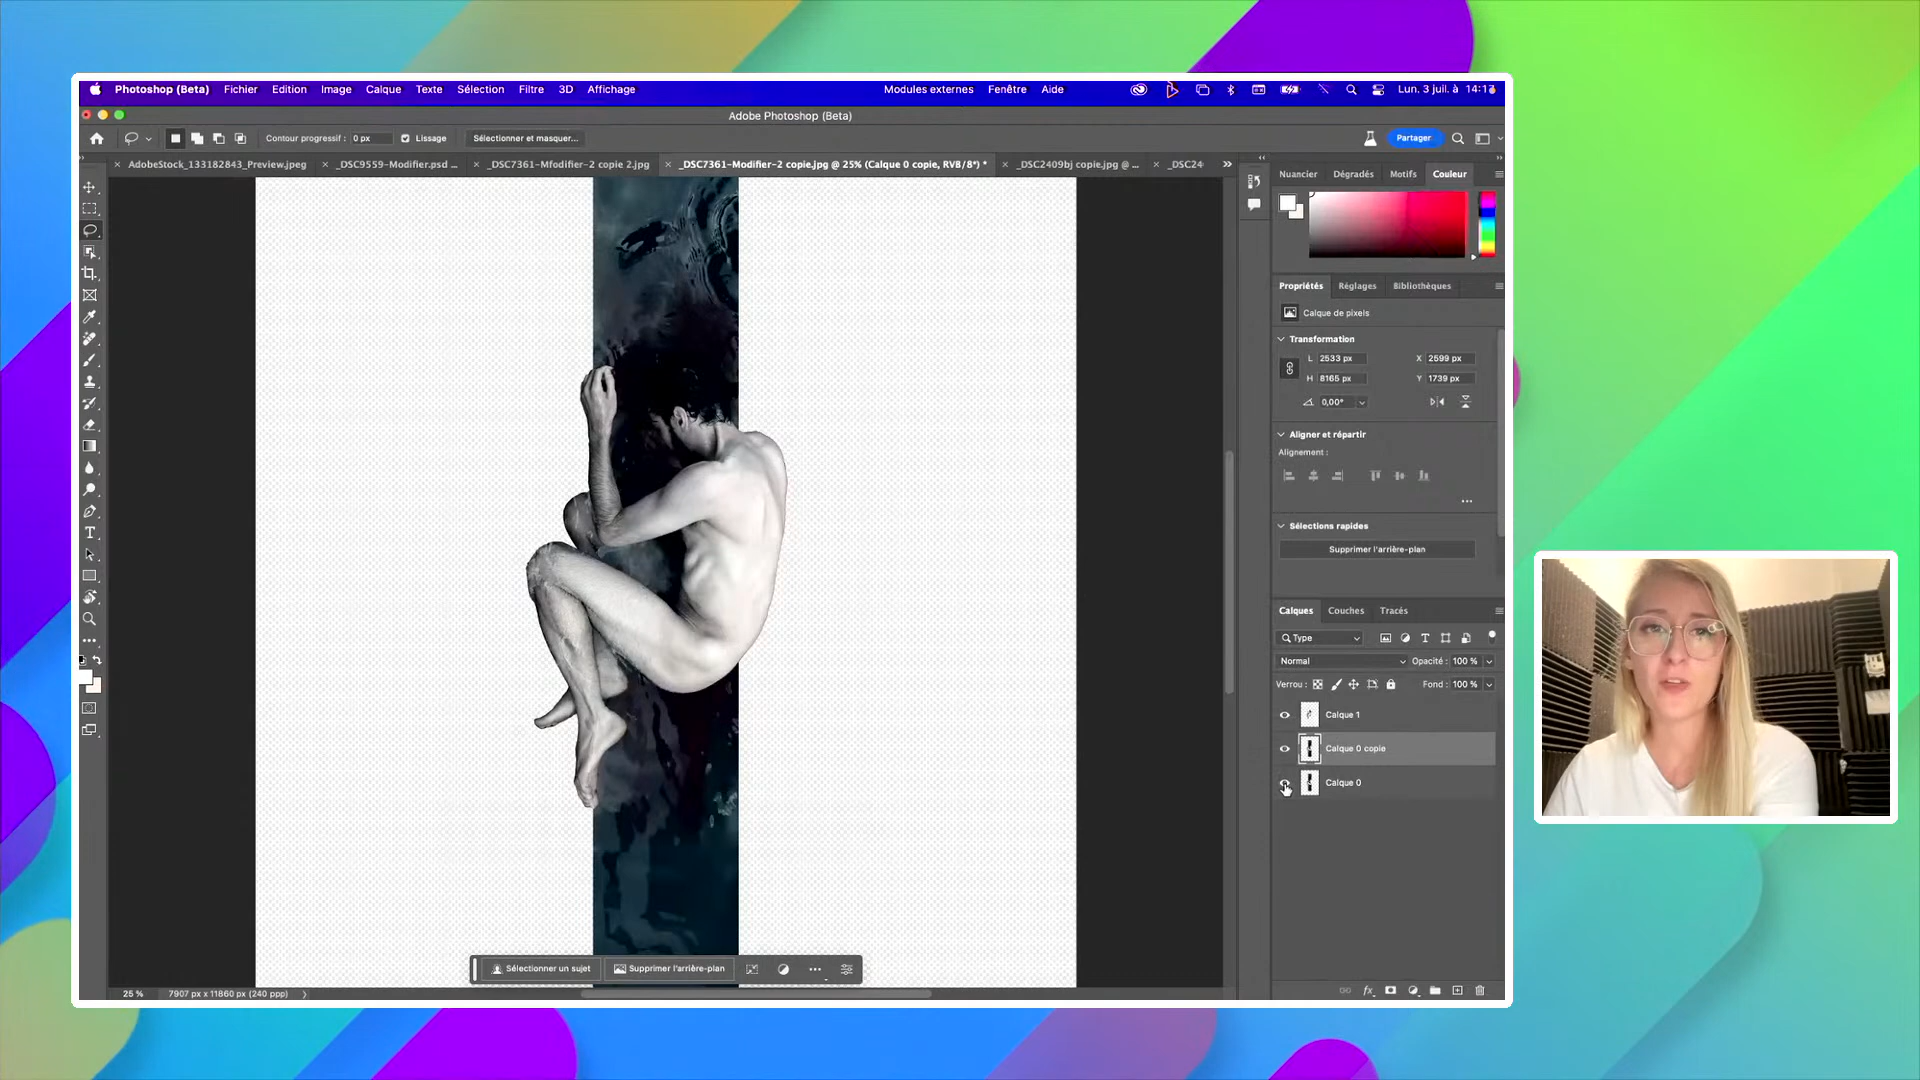 Photoshop (Beta) Fichier Edition Image Calque Texte Sélection Filtre 3D Affichage Modules externes Fenêtre Aide Lun. 3 juil. à
Adobe Photoshop (Beta)
Contour progressif : 0 px Lissage Sélectionner et masquer... Partager
AdobeStock_133182843_Preview.jpeg _DSC9559-Modifier.psd ... _DSC7361-Mfodifier-2 copie 2.jpg _DSC7361-Modifier-2 copie.jpg @ 25% (Calque 0 copie, RVB/8*) * _DSC2409bj copie.jpg @ ... _DSC24
Nuancier Dégradés Motifs Couleur
Propriétés Réglages Bibliothèques
Calque de pixels
Transformation
L 2533 px X 2599 px
H 8165 px Y 1739 px
0,00°
Aligner et répartir
Alignement :
Sélections rapides
Supprimer l'arrière-plan
Calques Couches Tracés
Type
Normal Opacité : 100 %
Verrou : Fond : 100 %
Calque 1
Calque 0 copie
Calque 0
Sélectionner un sujet Supprimer l'arrière-plan
25 % 7907 px x 11860 px (240 ppp)
fx